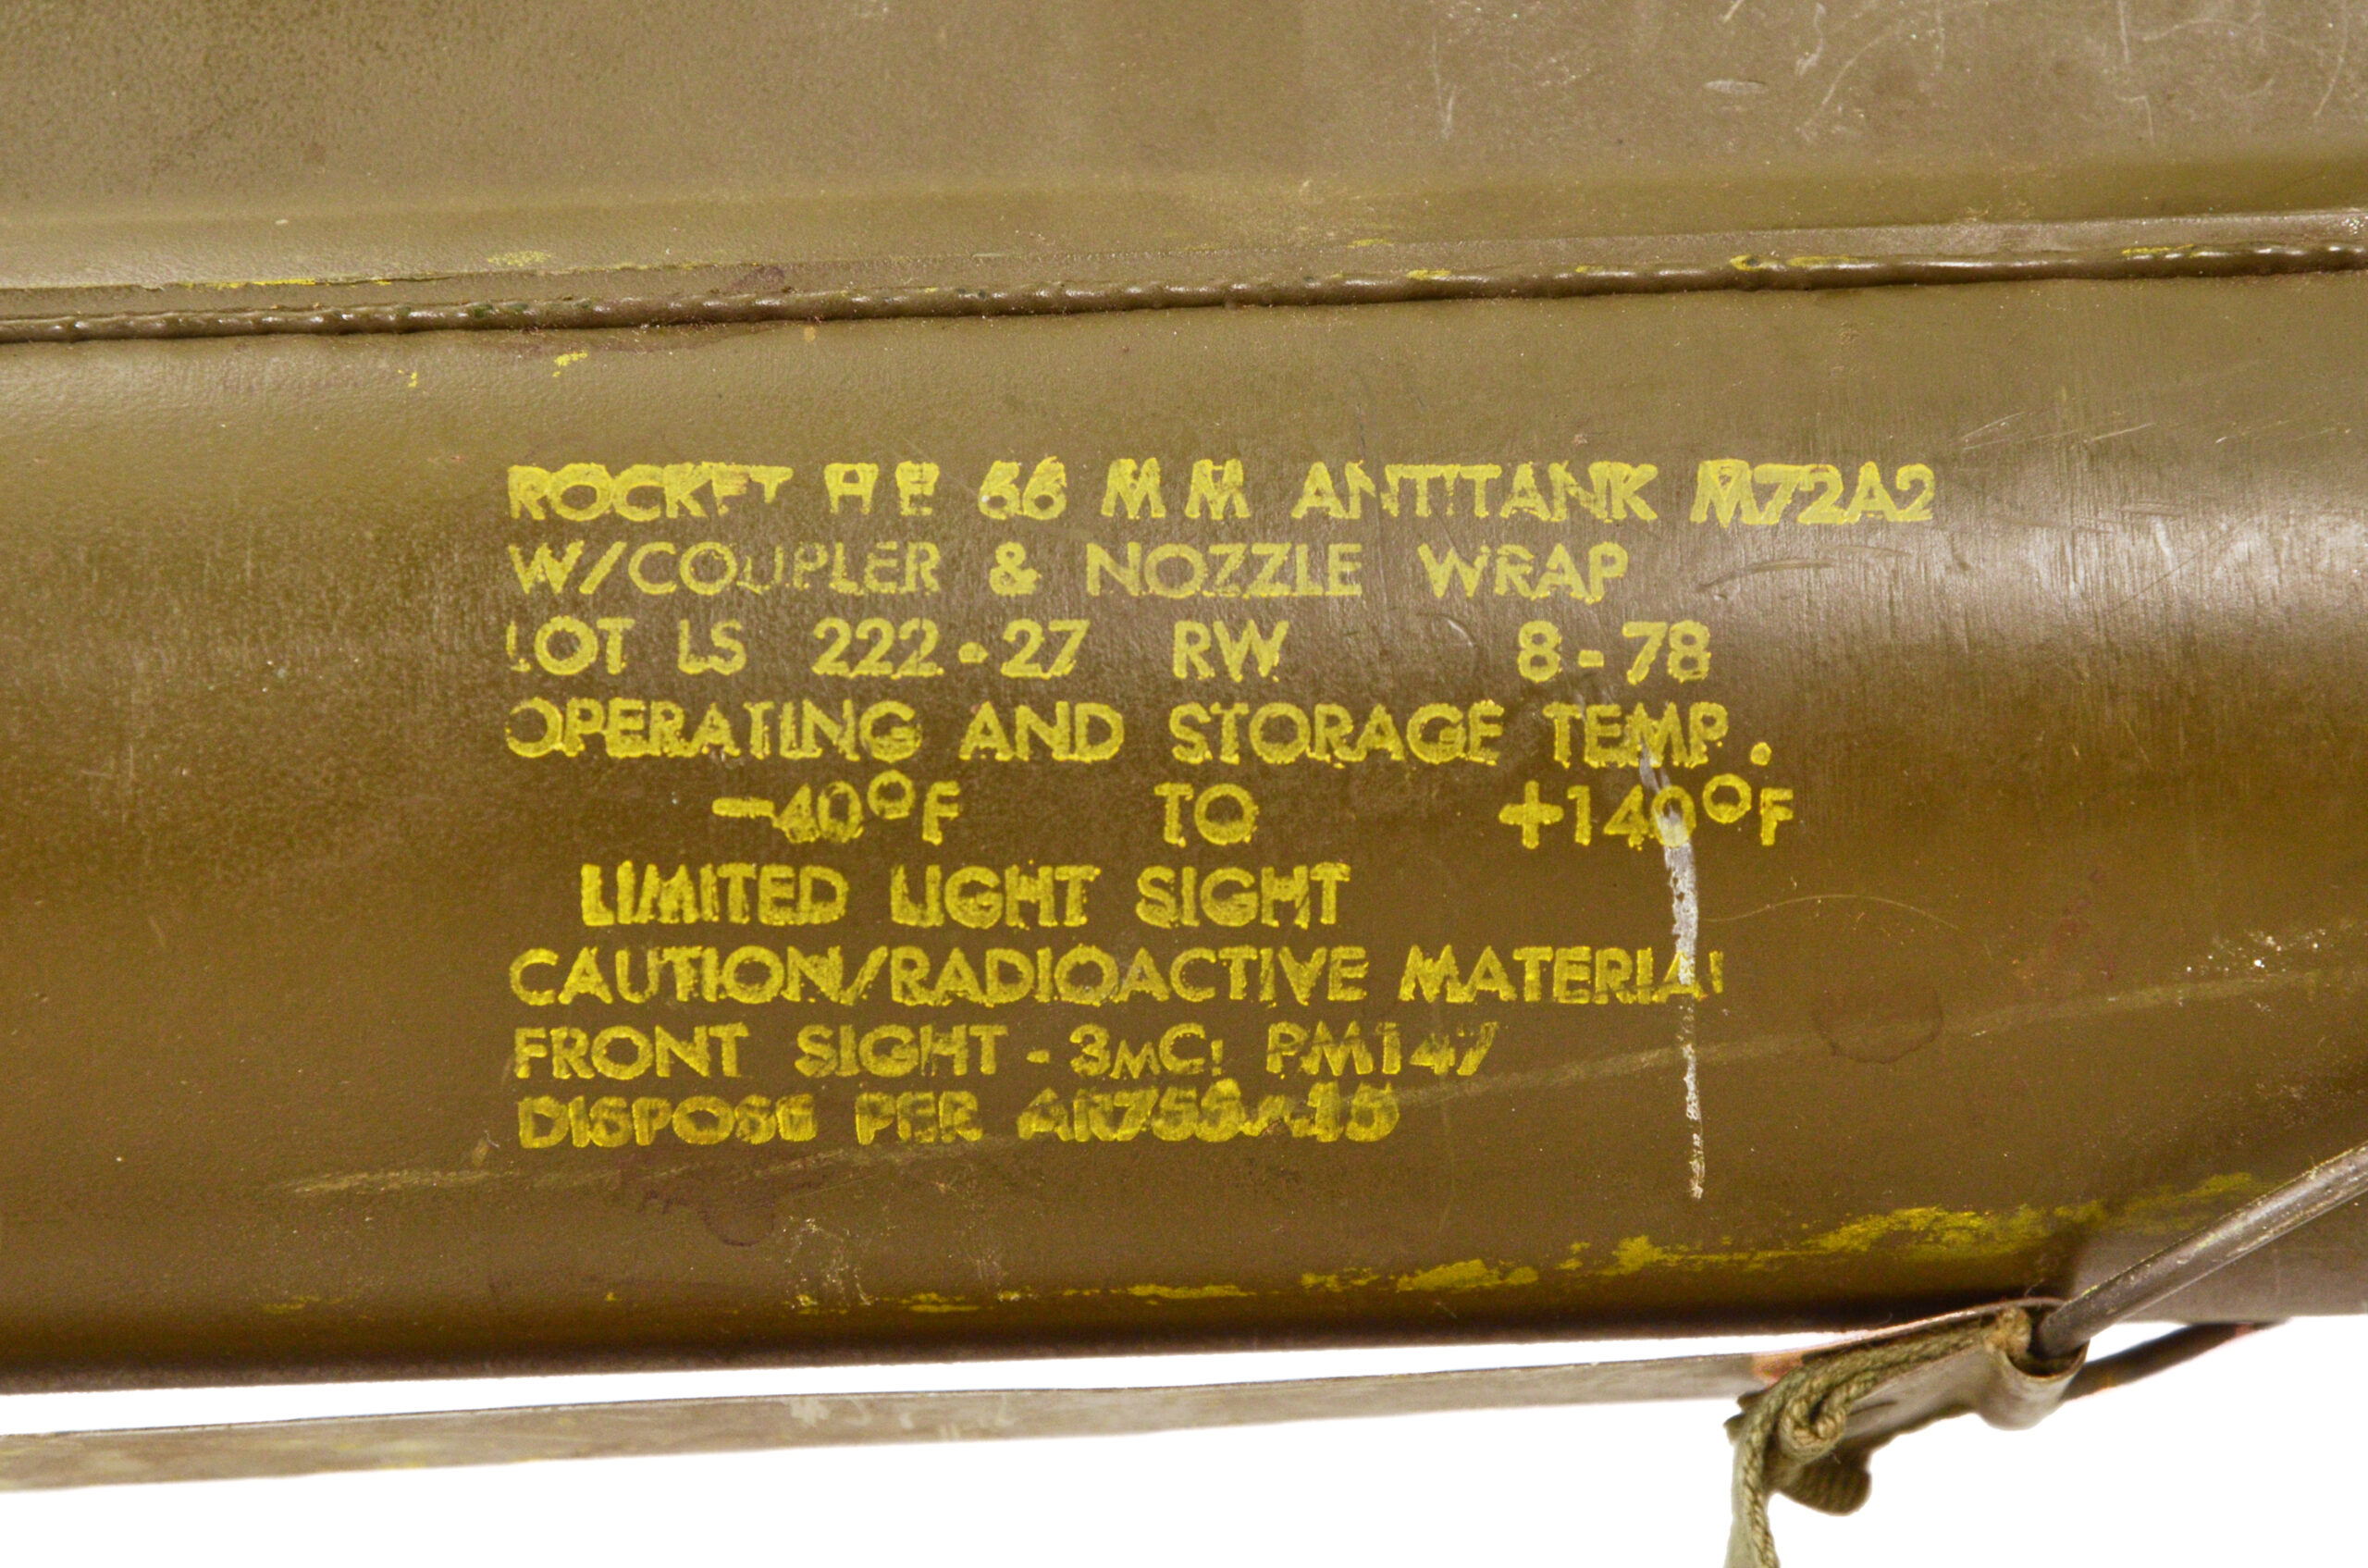 ROCKET HE 66 MM ANTITANK M72A2
W/COUPLER & NOZZLE WRAP
LOT LS 222-27 RW 8-78
OPERATING AND STORAGE TEMP.
-40°F TO +140°F
LIMITED LIGHT SIGHT
CAUTION/RADIOACTIVE MATERIAL
FRONT SIGHT - 3MCi PM147
DISPOSE PER